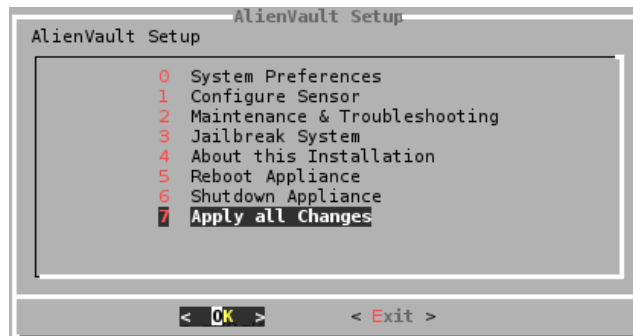 AlienVault Setup
AlienVault Setup
0 System Preferences
1 Configure Sensor
2 Maintenance & Troubleshooting
3 Jailbreak System
4 About this Installation
5 Reboot Appliance
6 Shutdown Appliance
7 Apply all Changes
< OK > < Exit >